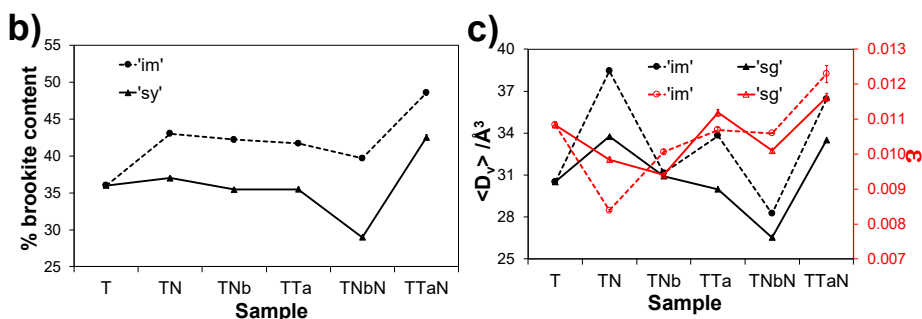 b)
% brookite content
55
50
45
40
35
30
25
'im'
'sy'
T TN TNb TTa TNbN TTaN
Sample
c)
<Dv> /Å³
40
37
34
31
28
25
'im' 'sg'
'im' 'sg'
0.013
0.012
0.011
0.010
0.009
0.008
0.007
ε
T TN TNb TTa TNbN TTaN
Sample